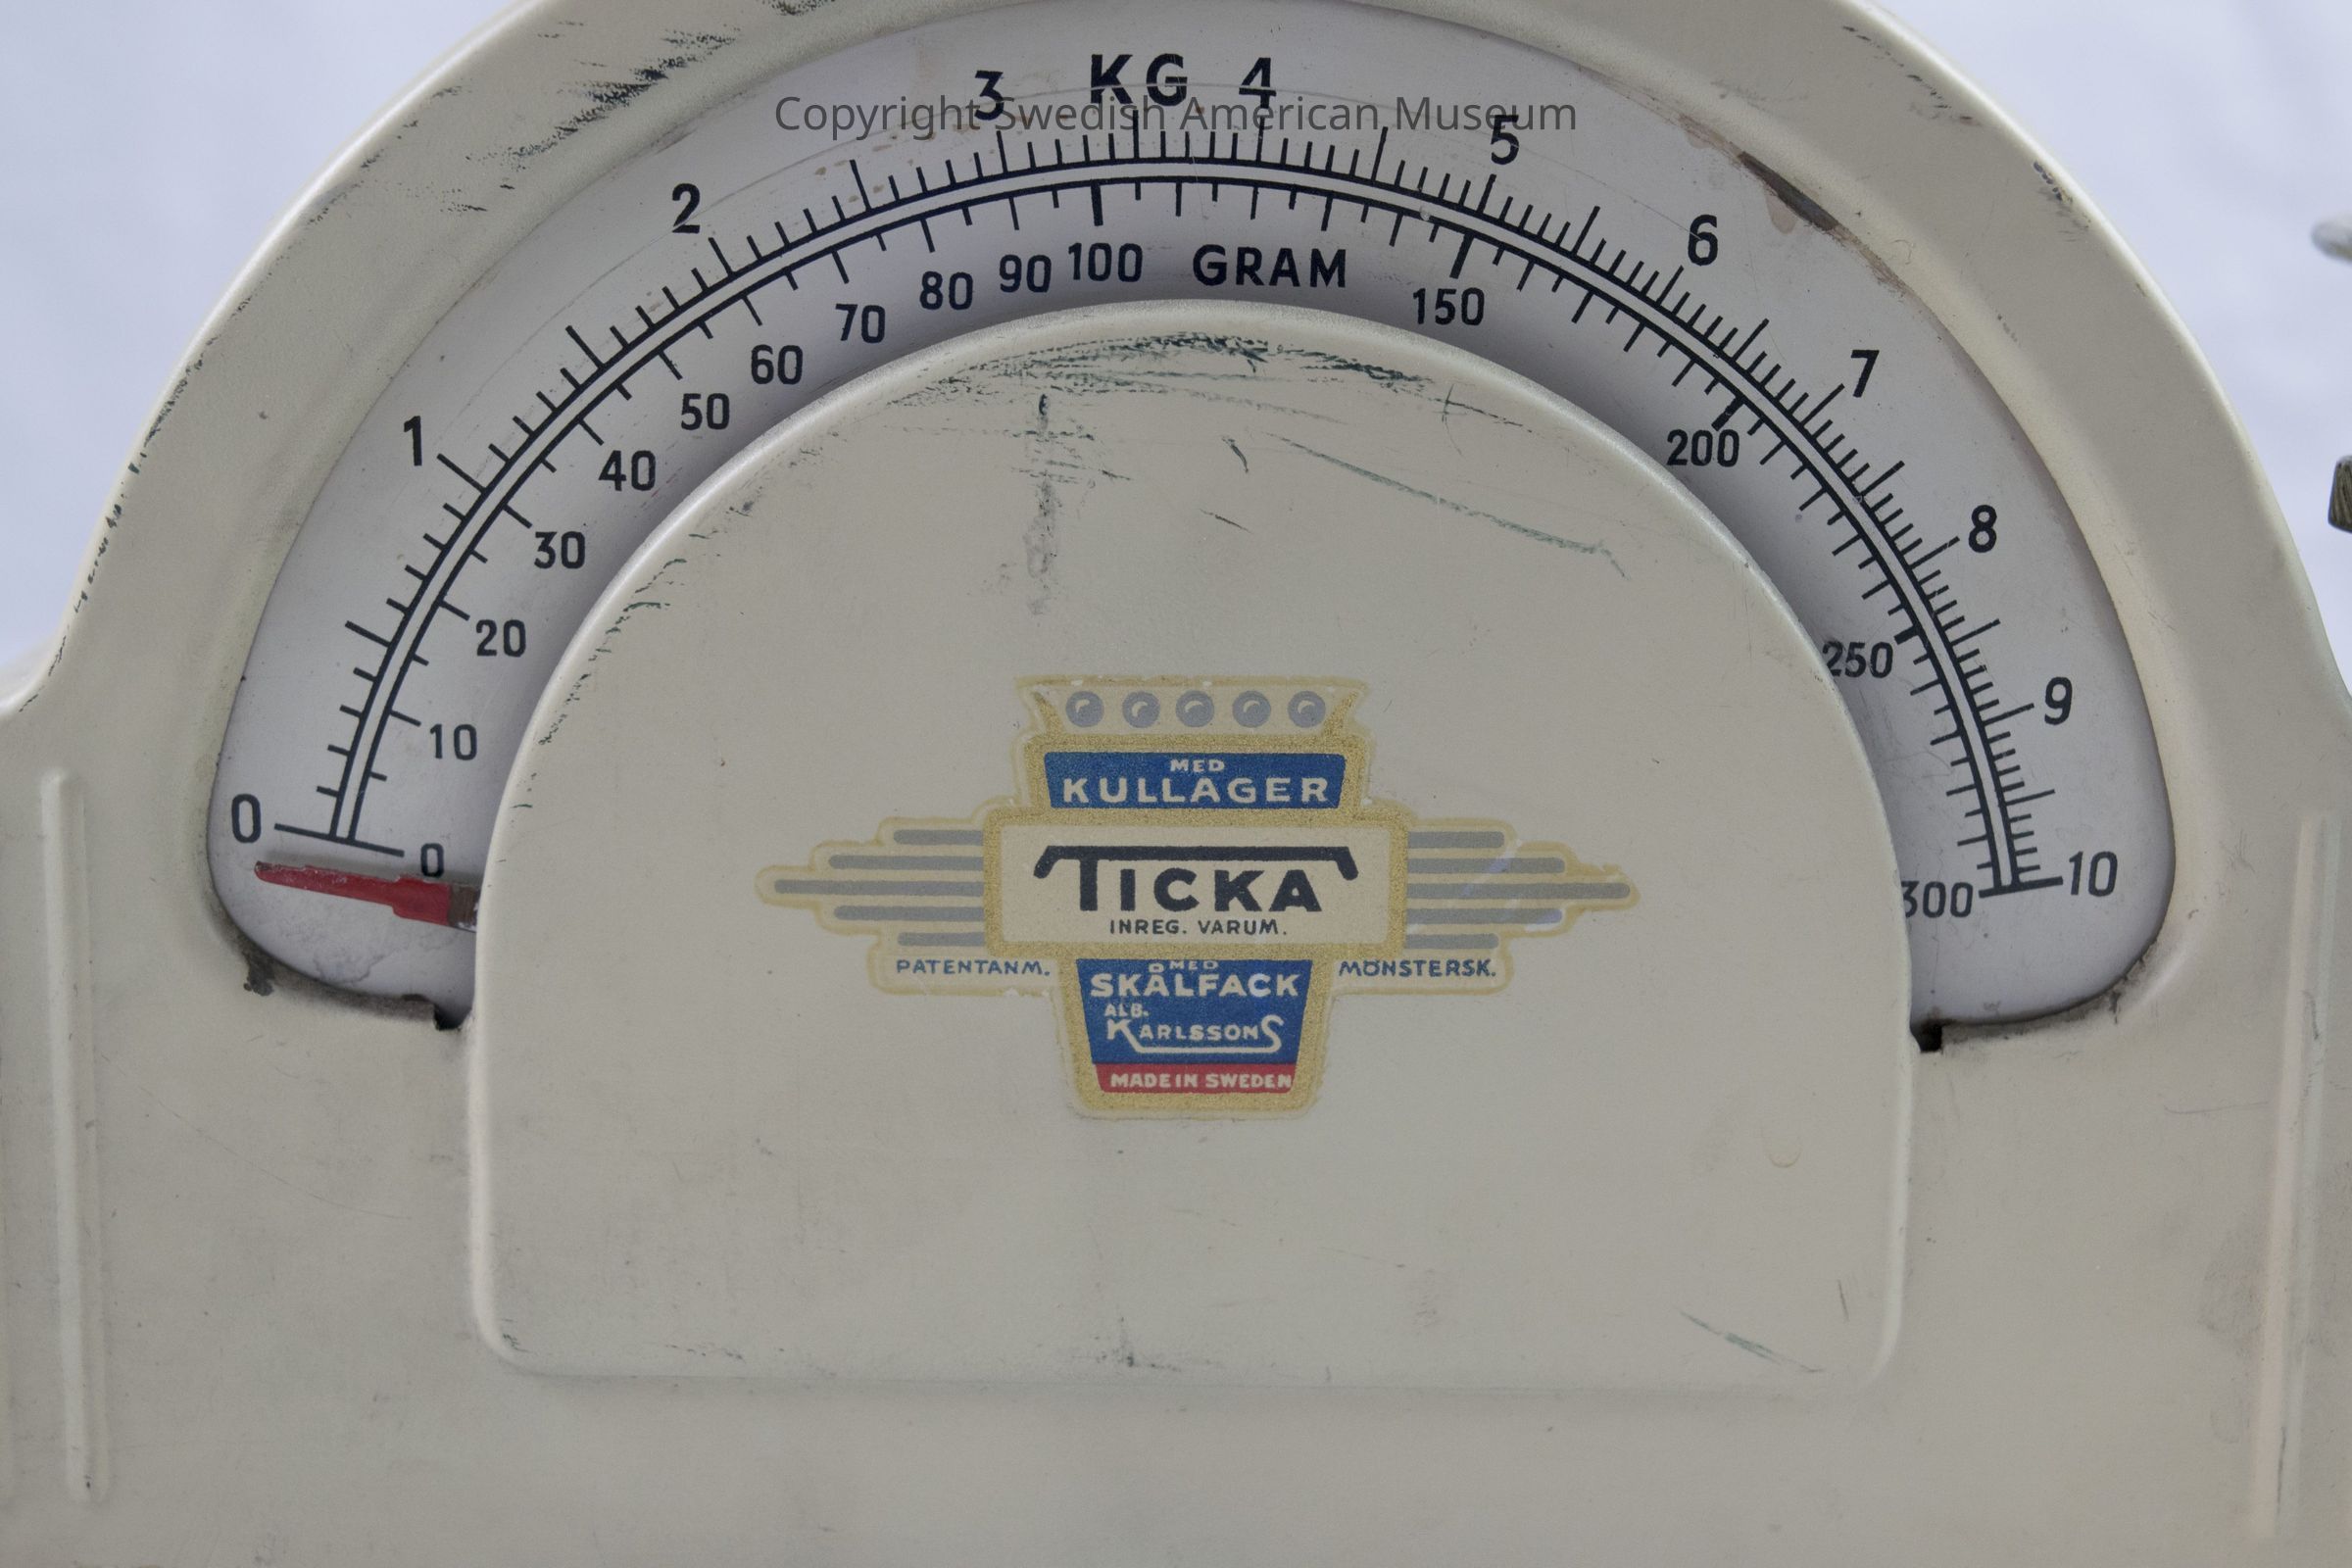 KG
Copyright Swedish American Museum
0 1 2 3 4 5 6 7 8 9 10
GRAM
0 10 20 30 40 50 60 70 80 90 100 150 200 250 300
MED
KULLAGER
TICKA
INREG. VARUM.
PATENTANM. MÖNSTERSK.
MED
SKÅLFACK
ALB.
KARLSSONS
MADE IN SWEDEN